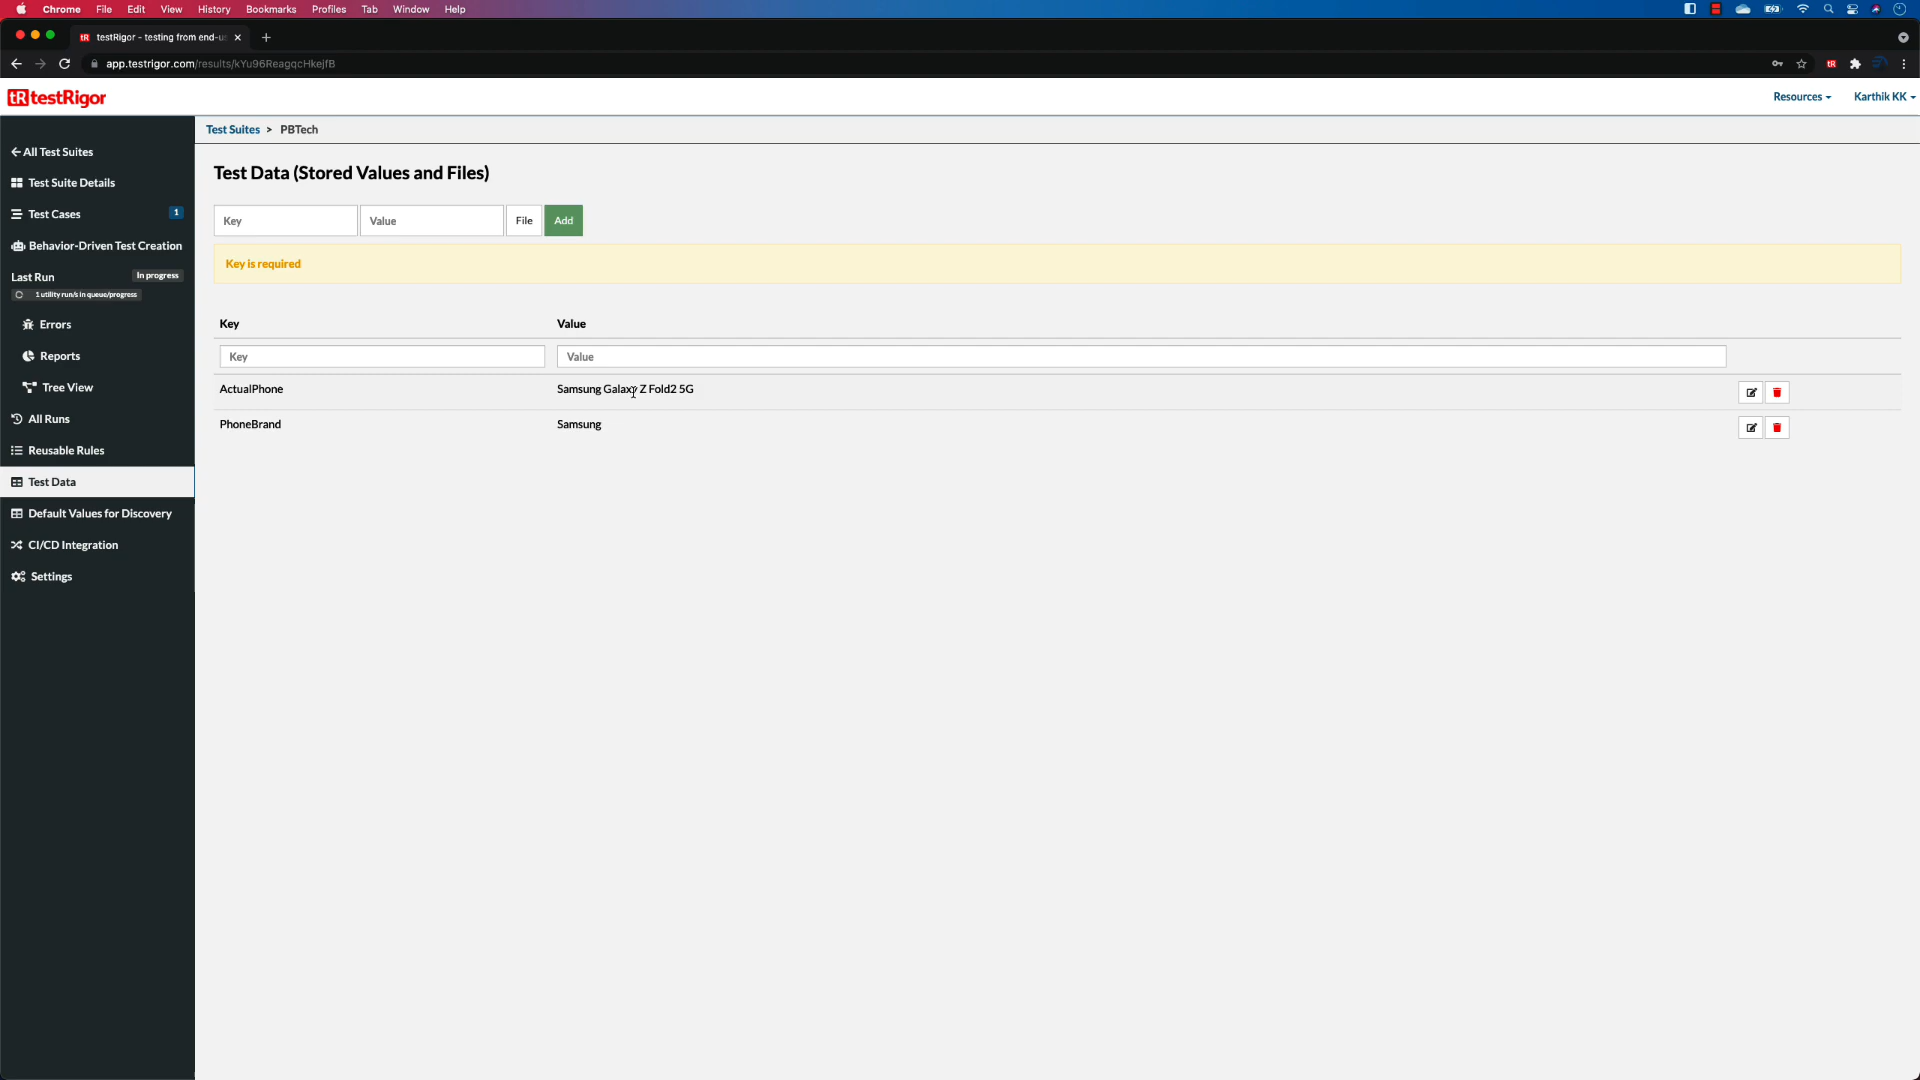 Chrome File Edit View History Bookmarks Profiles Tab Window Help
testRigor - testing from end-u
app.testrigor.com/results/kYu96ReagqcHkejfB
tR testRigor
Resources
Karthik KK
All Test Suites
Test Suite Details
Test Cases 1
Behavior-Driven Test Creation
Last Run In progress
1 utility run/s in queue/progress
Errors
Reports
Tree View
All Runs
Reusable Rules
Test Data
Default Values for Discovery
CI/CD Integration
Settings
Test Suites > PBTech
Test Data (Stored Values and Files)
Key Value File Add
Key is required
Key Value
Key Value
ActualPhone Samsung Galaxy Z Fold2 5G
PhoneBrand Samsung